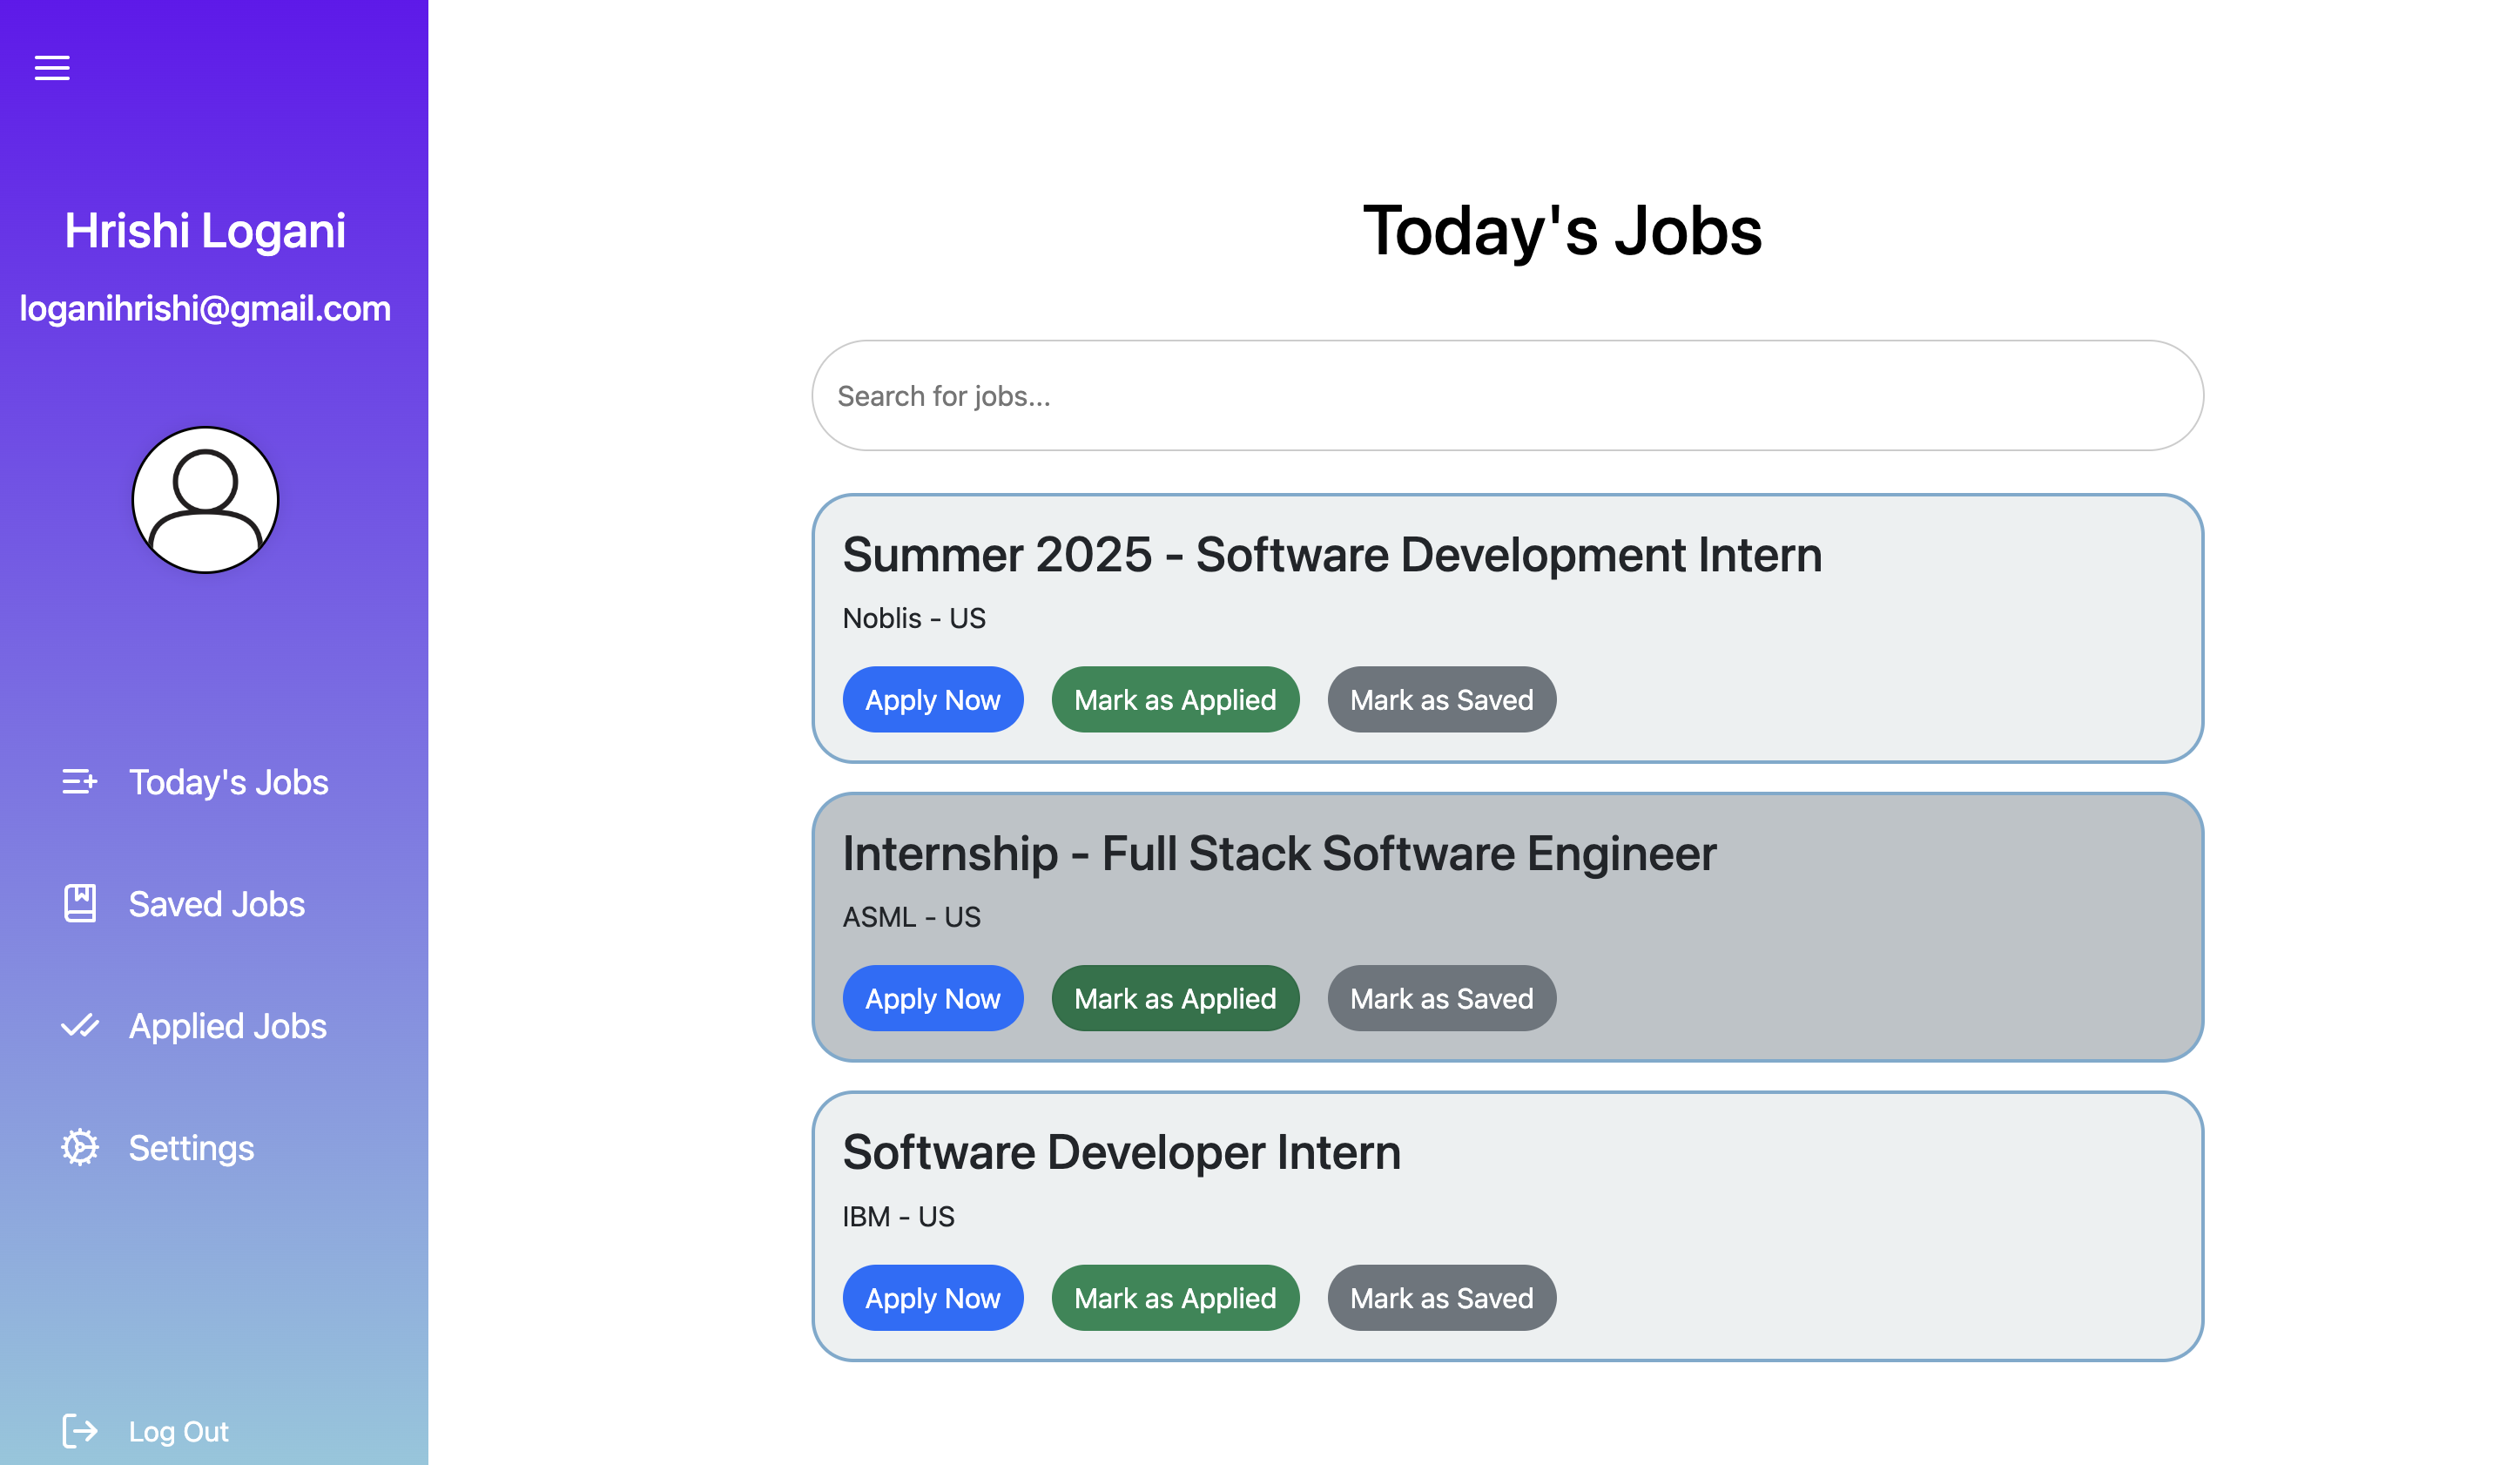 Hrishi Logani
loganihrishi@gmail.com
Today's Jobs
Saved Jobs
Applied Jobs
Settings
Log Out
Today's Jobs
Search for jobs...
Summer 2025 - Software Development Intern
Noblis - US
Apply Now Mark as Applied Mark as Saved
Internship - Full Stack Software Engineer
ASML - US
Apply Now Mark as Applied Mark as Saved
Software Developer Intern
IBM - US
Apply Now Mark as Applied Mark as Saved